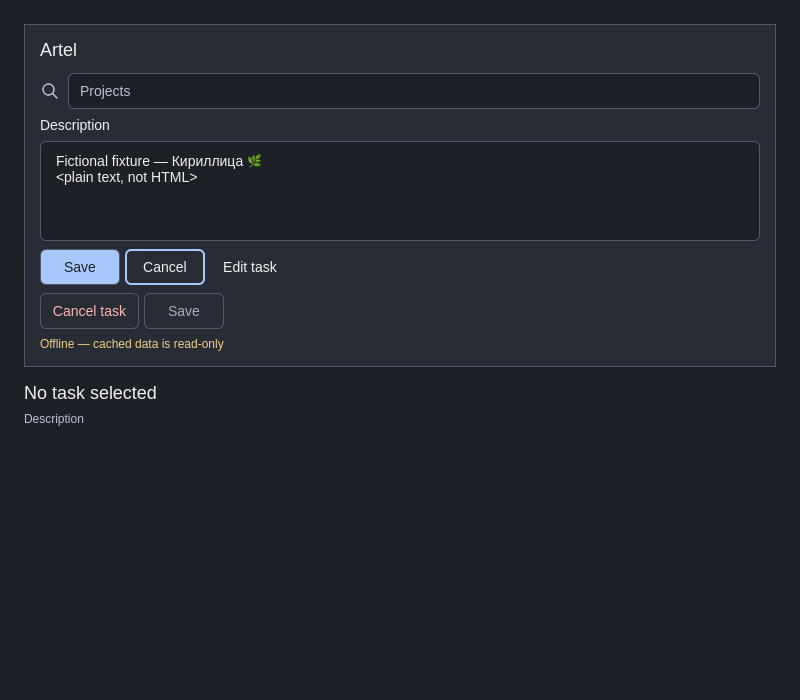 Artel
Projects
Description
Fictional fixture — Кириллица 🌿
<plain text, not HTML>
Save Cancel Edit task
Cancel task Save
Offline — cached data is read-only
No task selected
Description